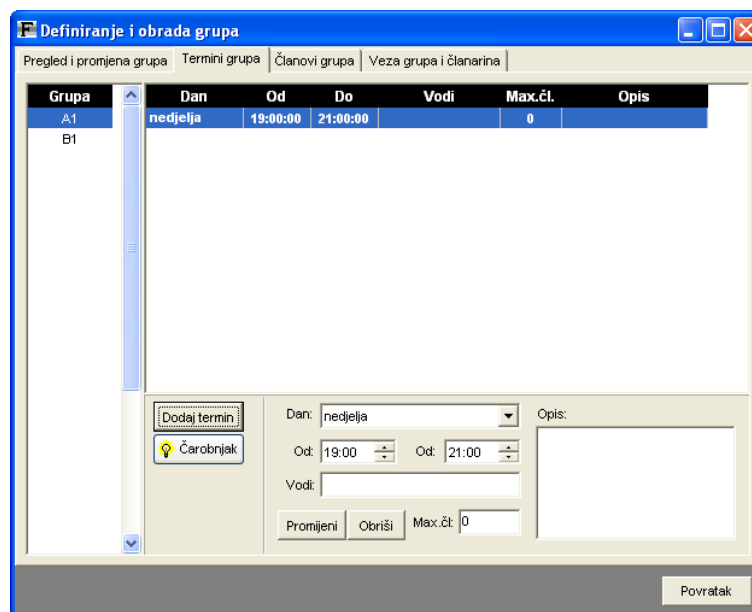 F Definiranje i obrada grupa
Pregled i promjena grupa Termini grupa Članovi grupa Veza grupa i članarina
Grupa Dan Od Do Vodi Max.čl. Opis
A1 nedjelja 19:00:00 21:00:00 0
B1
Dodaj termin Dan: nedjelja Opis:
Čarobnjak Od: 19:00 Od: 21:00
Vodi:
Promijeni Obriši Max.čl: 0
Povratak